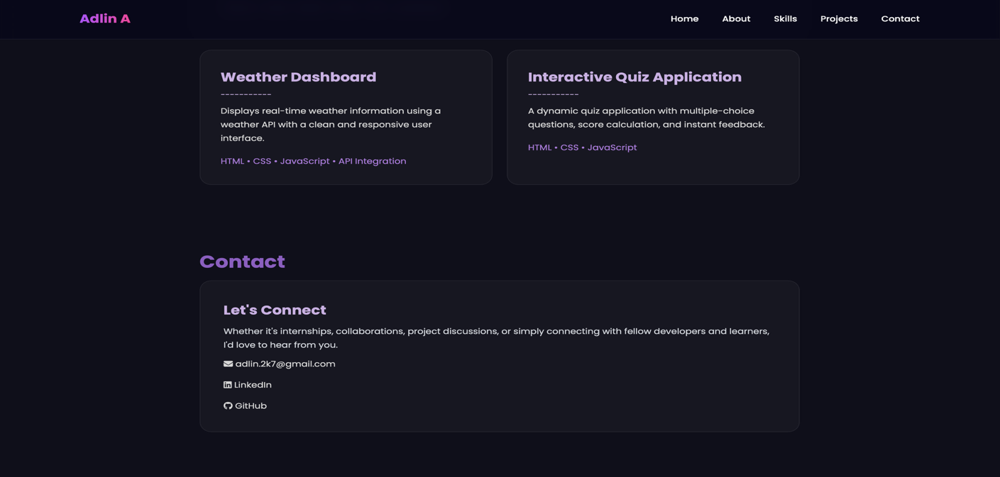 Adlin A
Home
About
Skills
Projects
Contact
Weather Dashboard
-----------
Displays real-time weather information using a
weather API with a clean and responsive user
interface.
HTML • CSS • JavaScript • API Integration
Interactive Quiz Application
-----------
A dynamic quiz application with multiple-choice
questions, score calculation, and instant feedback.
HTML • CSS • JavaScript
Contact
Let's Connect
Whether it's internships, collaborations, project discussions, or simply connecting with fellow developers and learners,
I'd love to hear from you.
adlin.2k7@gmail.com
LinkedIn
GitHub